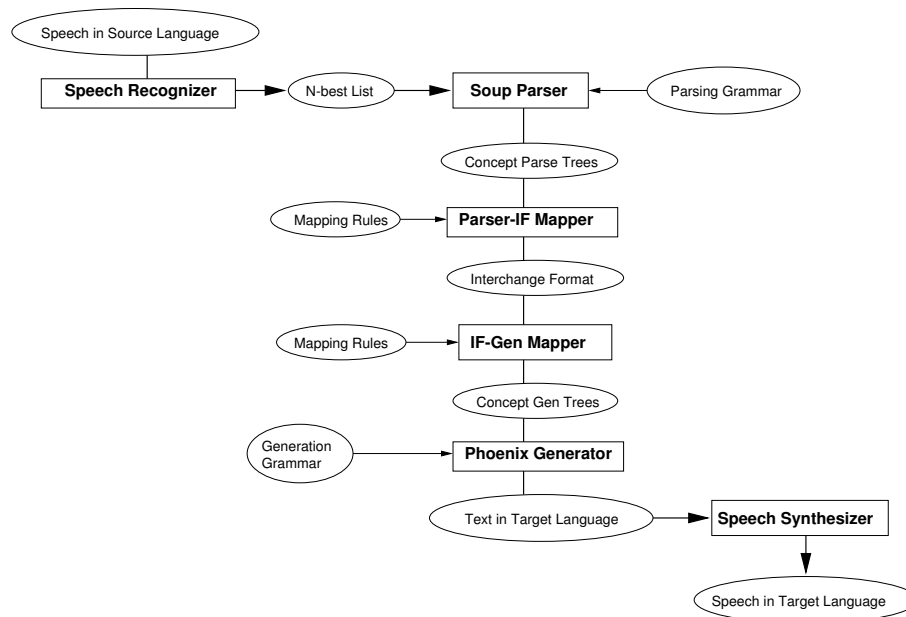 Speech in Source Language
Speech Recognizer
N-best List
Soup Parser
Parsing Grammar
Concept Parse Trees
Mapping Rules
Parser-IF Mapper
Interchange Format
Mapping Rules
IF-Gen Mapper
Concept Gen Trees
Generation
Grammar
Phoenix Generator
Text in Target Language
Speech Synthesizer
Speech in Target Language